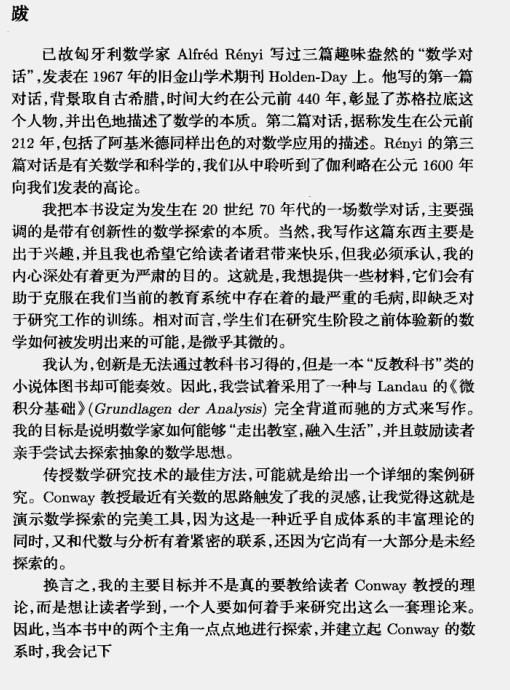 跋
已故匈牙利数学家 Alfréd Rényi 写过三篇趣味盎然的“数学对
话”,发表在 1967 年的旧金山学术期刊 Holden-Day 上。他写的第一篇
对话,背景取自古希腊,时间大约在公元前 440 年,彰显了苏格拉底这
个人物,并出色地描述了数学的本质。第二篇对话,据称发生在公元前
212 年,包括了阿基米德同样出色的对数学应用的描述。Rényi 的第三
篇对话是有关数学和科学的,我们从中聆听到了伽利略在公元 1600 年
向我们发表的高论。
我把本书设定为发生在 20 世纪 70 年代的一场数学对话,主要强
调的是带有创新性的数学探索的本质。当然,我写作这篇东西主要是
出于兴趣,并且我也希望它给读者诸君带来快乐,但我必须承认,我的
内心深处有着更为严肃的目的。这就是,我想提供一些材料,它们会有
助于克服在我们当前的教育系统中存在着的最严重的毛病,即缺乏对
于研究工作的训练。相对而言,学生们在研究生阶段之前体验新的数
学如何被发明出来的可能,是微乎其微的。
我认为,创新是无法通过教科书习得的,但是一本“反教科书”类的
小说体图书却可能奏效。因此,我尝试着采用了一种与 Landau 的《微
积分基础》(Grundlagen der Analysis) 完全背道而驰的方式来写作。
我的目标是说明数学家如何能够“走出教室,融入生活”,并且鼓励读者
亲手尝试去探索抽象的数学思想。
传授数学研究技术的最佳方法,可能就是给出一个详细的案例研
究。Conway 教授最近有关数的思路触发了我的灵感,让我觉得这就是
演示数学探索的完美工具,因为这是一种近乎自成体系的丰富理论的
同时,又和代数与分析有着紧密的联系,还因为它尚有一大部分是未经
探索的。
换言之,我的主要目标并不是真的要教给读者 Conway 教授的理
论,而是想让读者学到,一个人要如何着手来研究出这么一套理论来。
因此,当本书中的两个主角一点点地进行探索,并建立起 Conway 的数
系时,我会记下